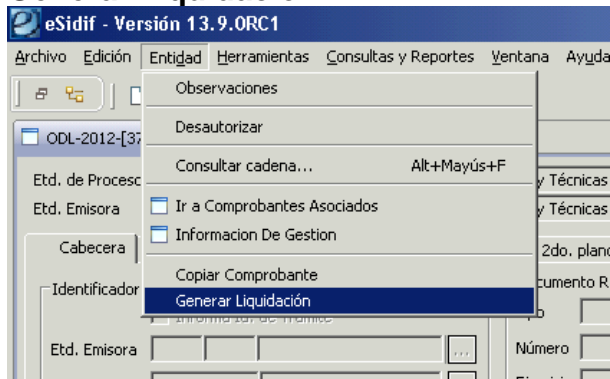 eSidif - Versión 13.9.0RC1
Archivo Edición Entidad Herramientas Consultas y Reportes Ventana Ayuda
Observaciones
Desautorizar
Consultar cadena... Alt+Mayús+F
Ir a Comprobantes Asociados
Informacion De Gestion
Copiar Comprobante
Generar Liquidación
ODL-2012-[37
Etd. de Proceso
y Técnicas
Etd. Emisora
y Técnicas
Cabecera
2do. plano
Identificador
Etd. Emisora
Número